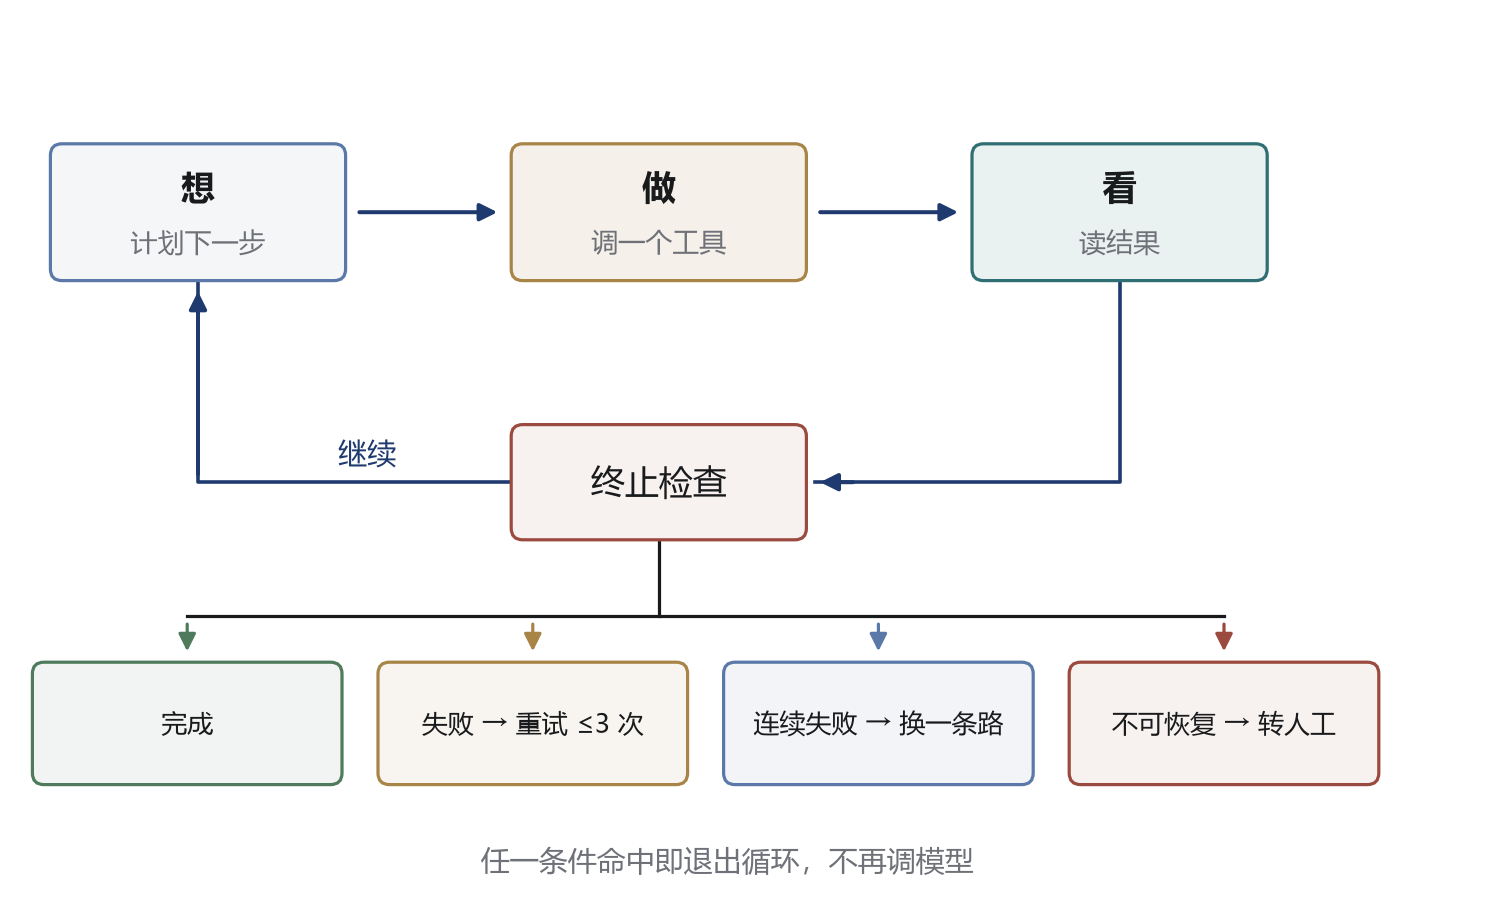 想
计划下一步
做
调一个工具
看
读结果
继续
终止检查
完成
失败 → 重试 ≤3 次
连续失败 → 换一条路
不可恢复 → 转人工
任一条件命中即退出循环，不再调模型